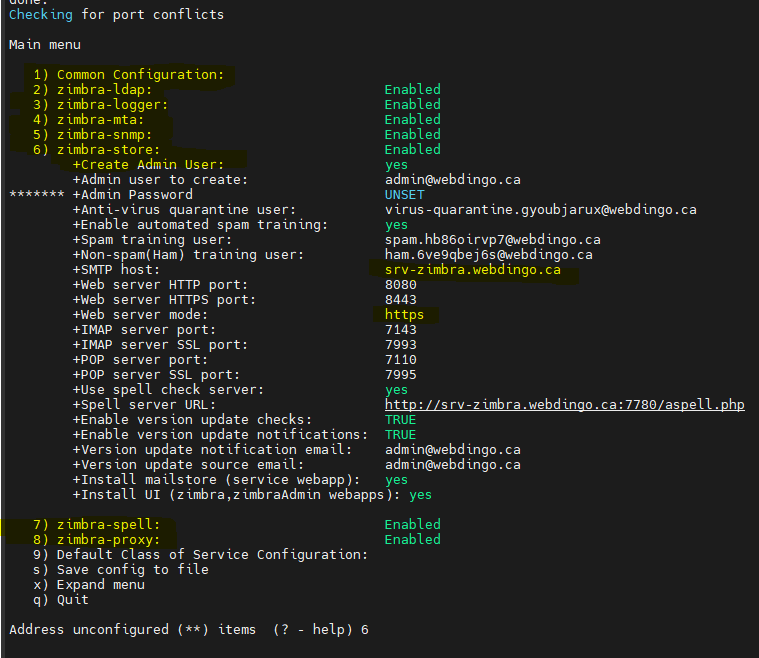 done.
Checking for port conflicts
Main menu
1) Common Configuration:
2) zimbra-ldap: Enabled
3) zimbra-logger: Enabled
4) zimbra-mta: Enabled
5) zimbra-snmp: Enabled
6) zimbra-store: Enabled
+Create Admin User: yes
+Admin user to create: admin@webdingo.ca
******* +Admin Password UNSET
+Anti-virus quarantine user: virus-quarantine.gyoubjarux@webdingo.ca
+Enable automated spam training: yes
+Spam training user: spam.hb86oirvp7@webdingo.ca
+Non-spam(Ham) training user: ham.6ve9qbej6s@webdingo.ca
+SMTP host: srv-zimbra.webdingo.ca
+Web server HTTP port: 8080
+Web server HTTPS port: 8443
+Web server mode: https
+IMAP server port: 7143
+IMAP server SSL port: 7993
+POP server port: 7110
+POP server SSL port: 7995
+Use spell check server: yes
+Spell server URL: http://srv-zimbra.webdingo.ca:7780/aspell.php
+Enable version update checks: TRUE
+Enable version update notifications: TRUE
+Version update notification email: admin@webdingo.ca
+Version update source email: admin@webdingo.ca
+Install mailstore (service webapp): yes
+Install UI (zimbra,zimbraAdmin webapps): yes
7) zimbra-spell: Enabled
8) zimbra-proxy: Enabled
9) Default Class of Service Configuration:
s) Save config to file
x) Expand menu
q) Quit
Address unconfigured (**) items (? - help) 6